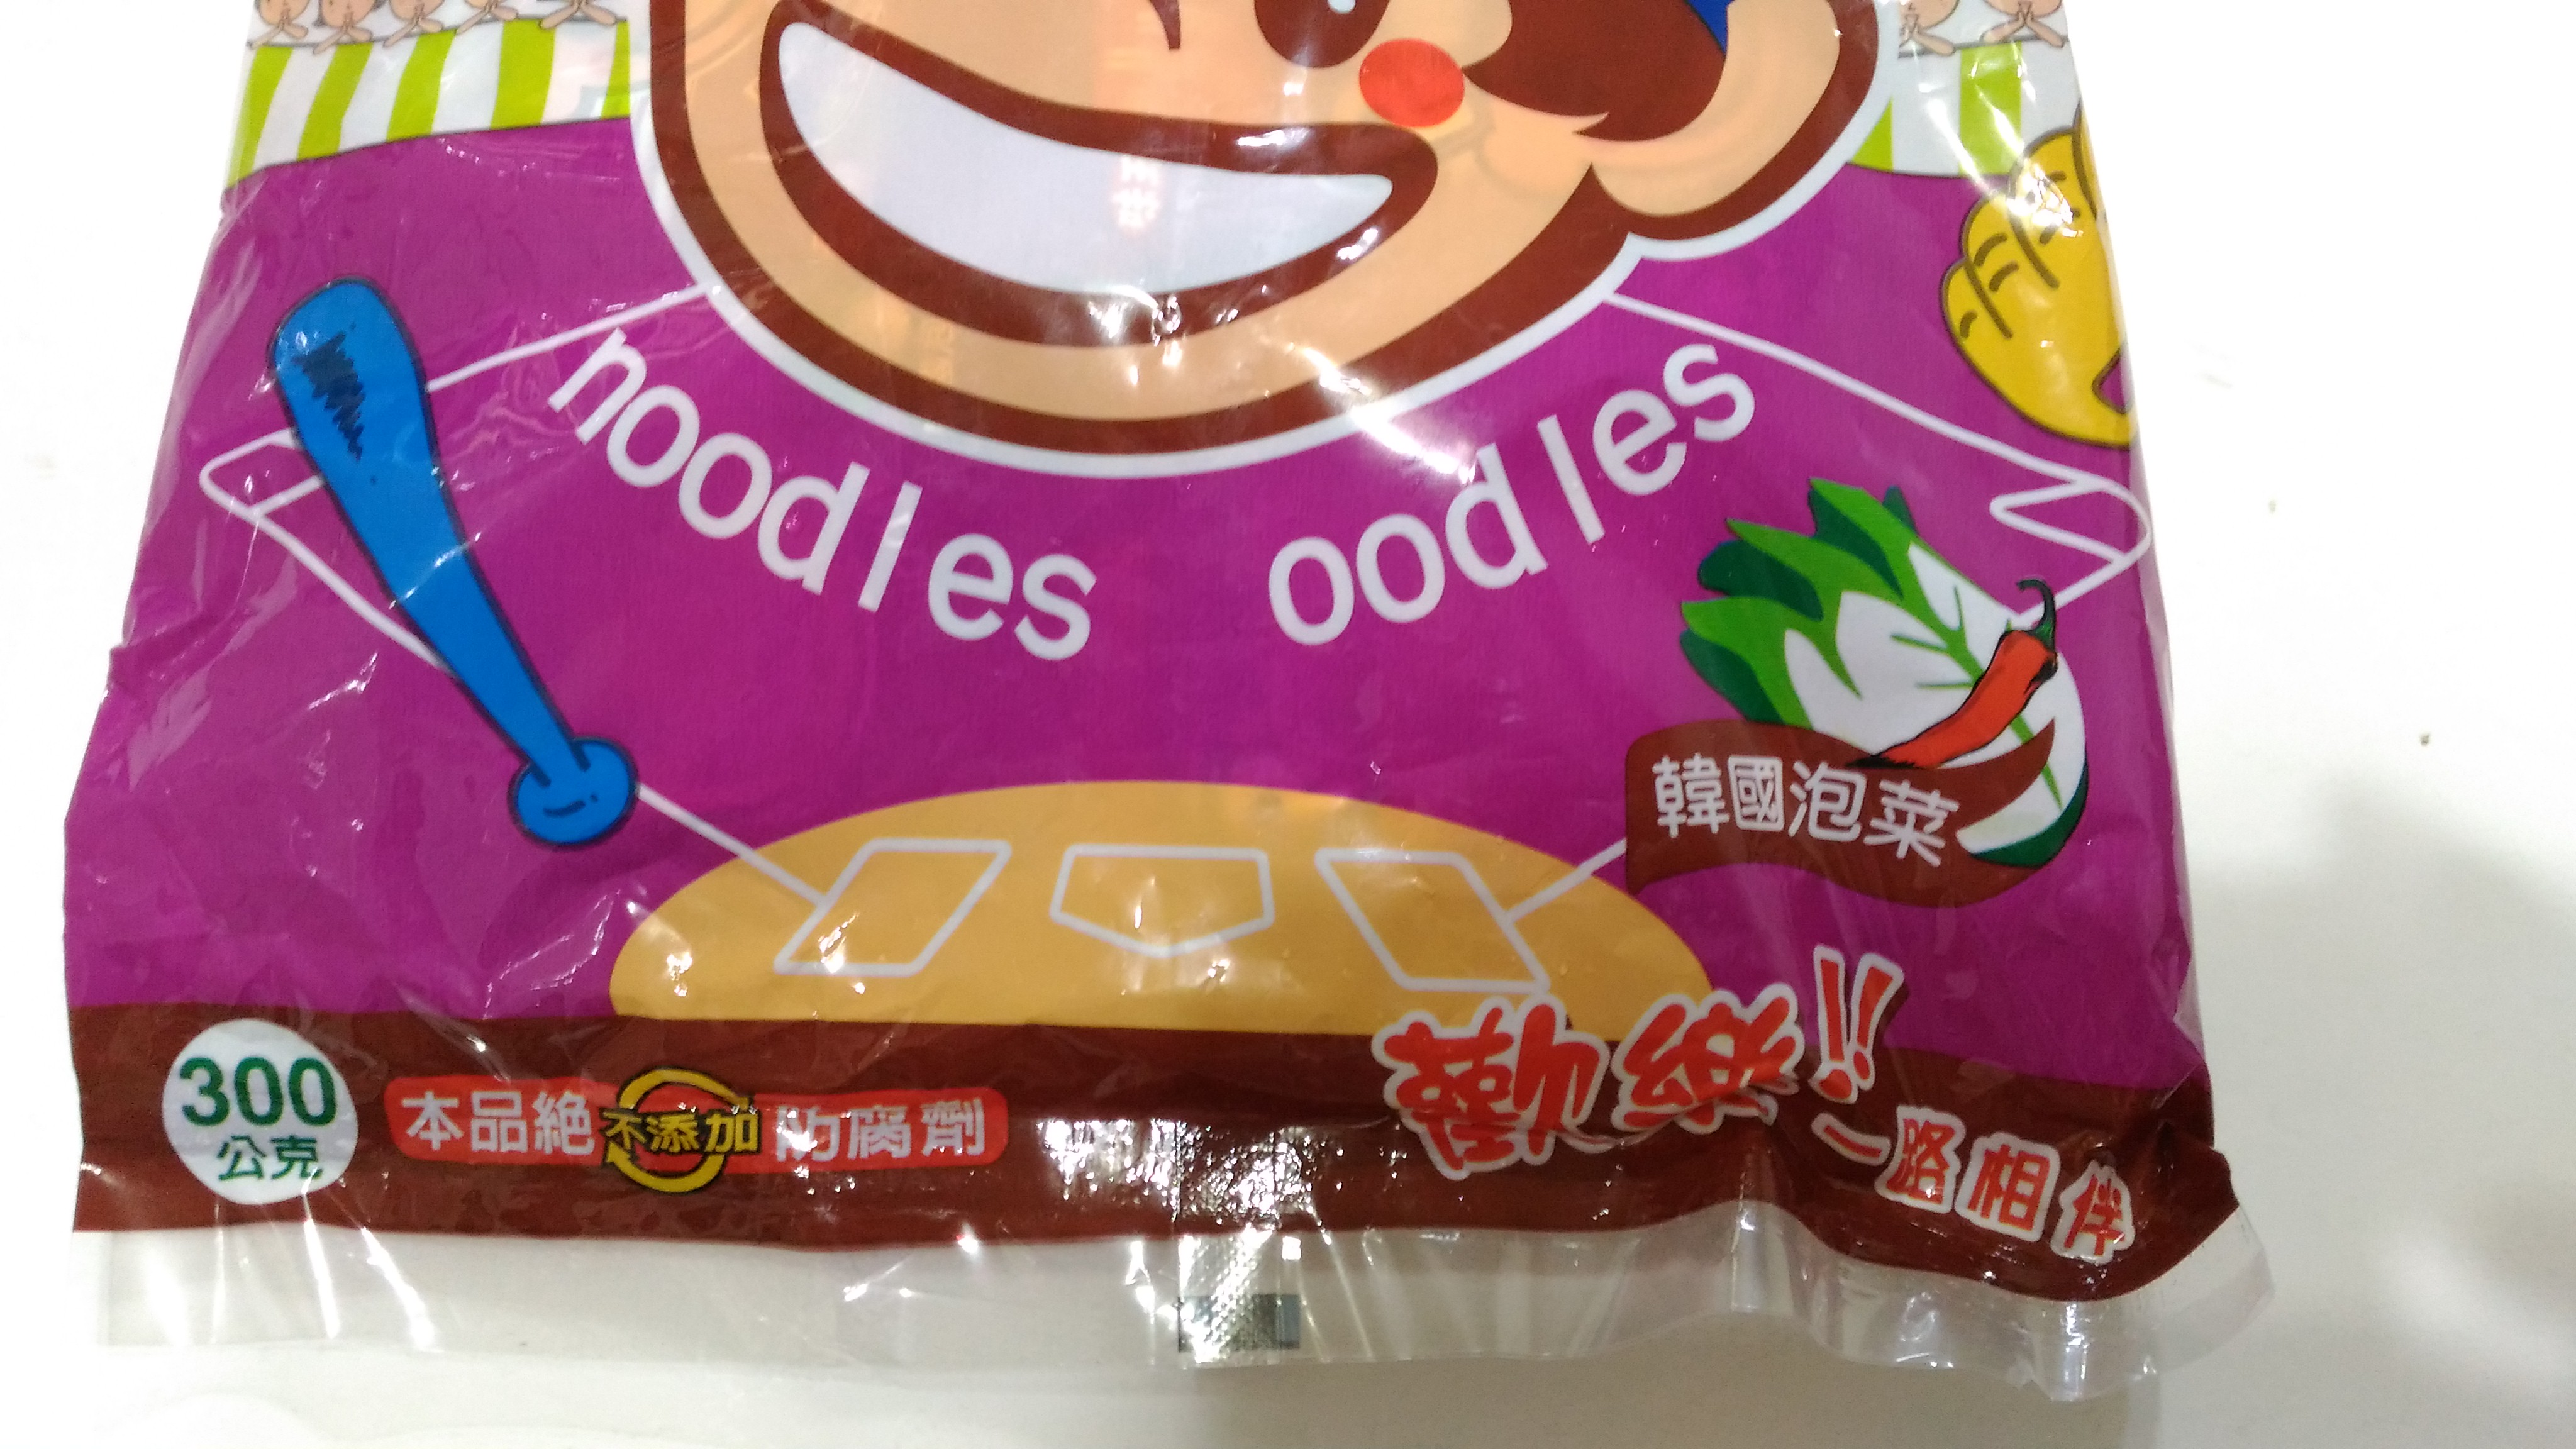 noodles oodles
韓國泡菜
300
公克
本品絕不添加防腐劑
歡樂!!
一路相伴